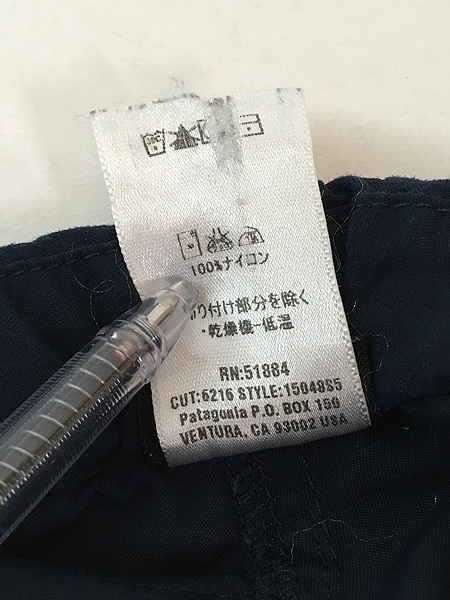 100%ナイロン
り付け部分を除く
・乾燥機-低温
RN:51884
CUT:6216 STYLE:15048S5
Patagonia P.O. BOX 150
VENTURA, CA 93002 USA